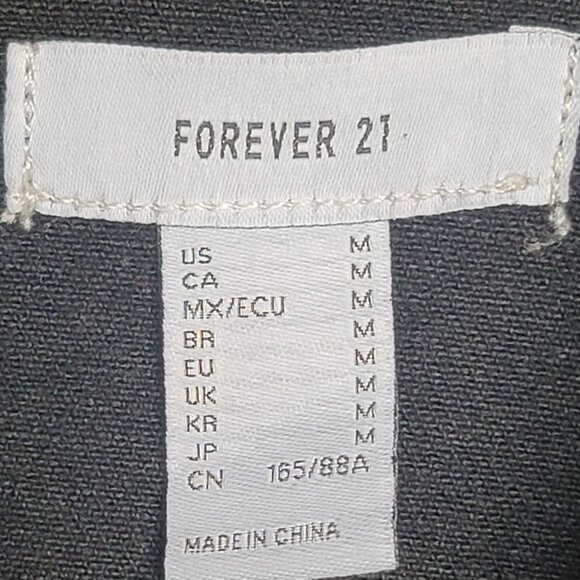 FOREVER 21
US M
CA M
MX/ECU M
BR M
EU M
UK M
KR M
JP M
CN 165/88A
MADE IN CHINA